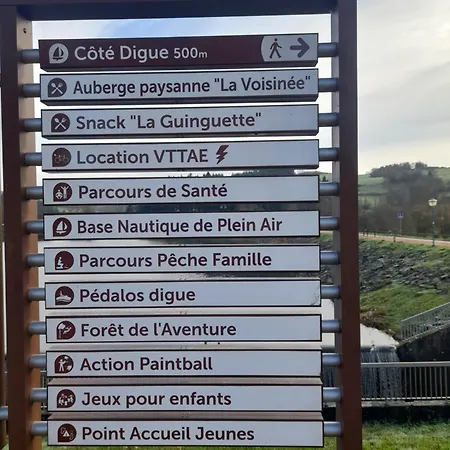 Côté Digue 500m
Auberge paysanne "La Voisinée"
Snack "La Guinguette"
Location VTTAE
Parcours de Santé
Base Nautique de Plein Air
Parcours Pêche Famille
Pédalos digue
Forêt de l'Aventure
Action Paintball
Jeux pour enfants
Point Accueil Jeunes